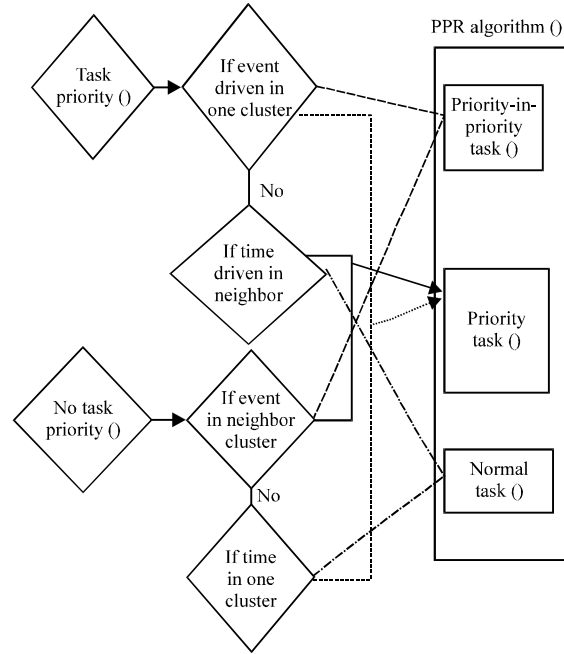 PPR algorithm ()
Task
priority ()
If event
driven in
one cluster
Priority-in-
priority
task ()
No
If time
driven in
neighbor
Priority
task ()
No task
priority ()
If event
in neighbor
cluster
Normal
task ()
No
If time
in one
cluster